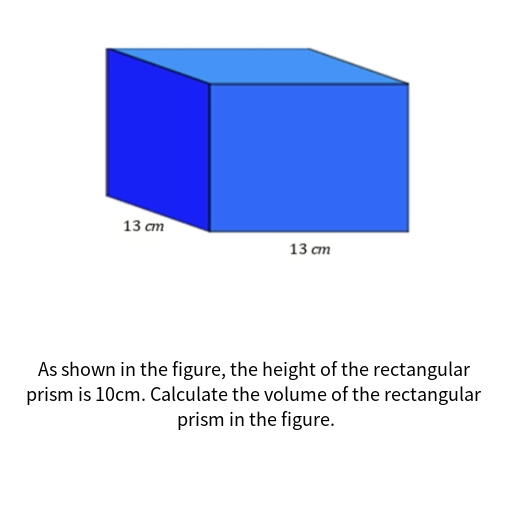 13 cm
13 cm
As shown in the figure, the height of the rectangular
prism is 10cm. Calculate the volume of the rectangular
prism in the figure.